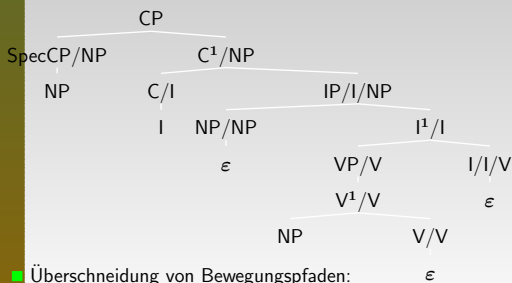 CP
SpecCP/NP C¹/NP
NP C/I IP/I/NP
I NP/NP I¹/I
ε VP/V I/I/V
V¹/V ε
NP V/V
Überschneidung von Bewegungspfaden: ε